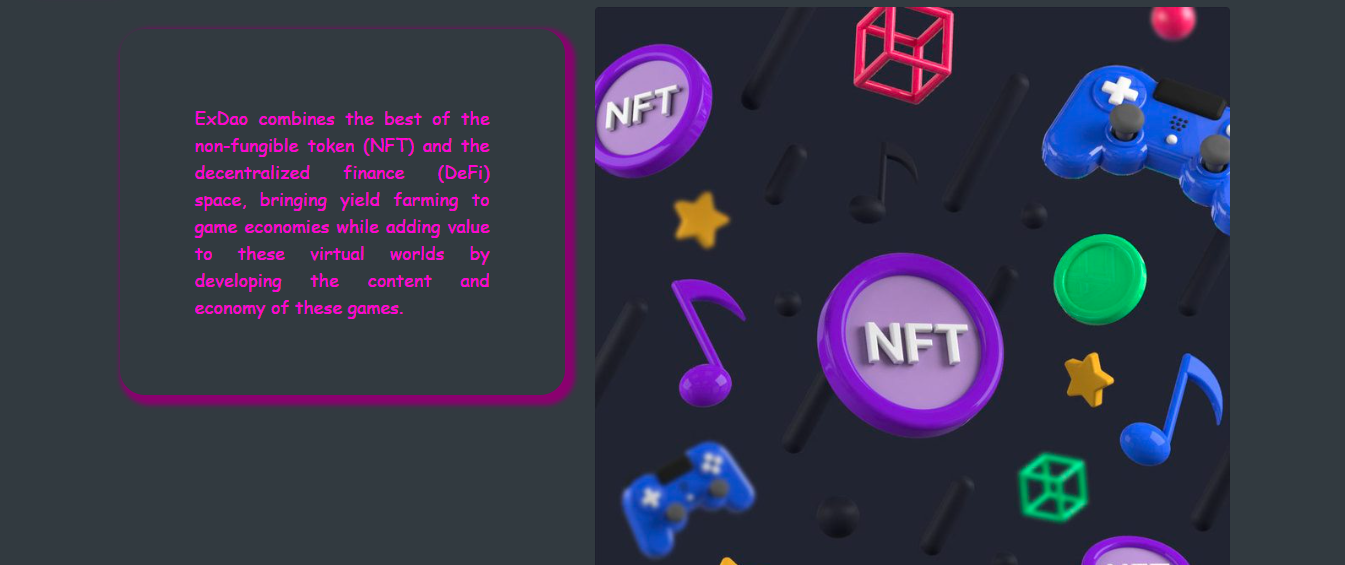 ExDao combines the best of the
non-fungible token (NFT) and the
decentralized finance (DeFi)
space, bringing yield farming to
game economies while adding value
to these virtual worlds by
developing the content and
economy of these games.
NFT
NFT